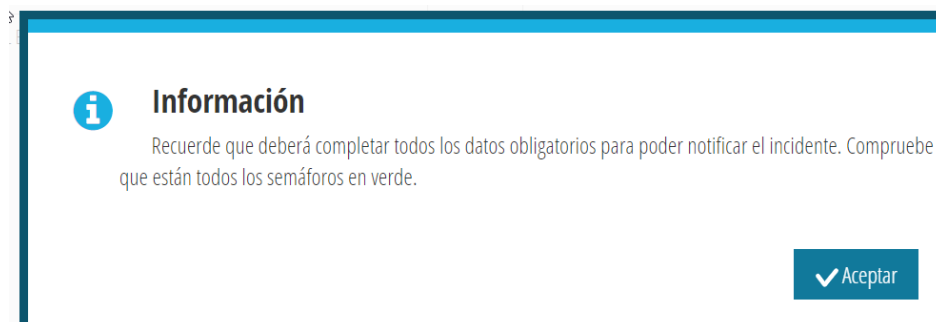 Información
Recuerde que deberá completar todos los datos obligatorios para poder notificar el incidente. Compruebe
que están todos los semáforos en verde.
Aceptar